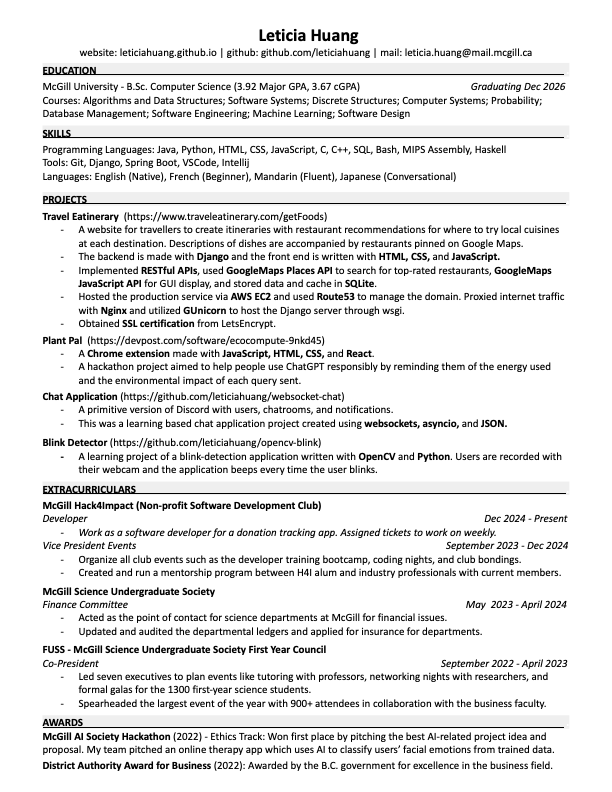 Leticia Huang
website: leticiahuang.github.io | github: github.com/leticiahuang | mail: leticia.huang@mail.mcgill.ca
EDUCATION
McGill University - B.Sc. Computer Science (3.92 Major GPA, 3.67 cGPA) Graduating Dec 2026
Courses: Algorithms and Data Structures; Software Systems; Discrete Structures; Computer Systems; Probability;
Database Management; Software Engineering; Machine Learning; Software Design
SKILLS
Programming Languages: Java, Python, HTML, CSS, JavaScript, C, C++, SQL, Bash, MIPS Assembly, Haskell
Tools: Git, Django, Spring Boot, VSCode, Intellij
Languages: English (Native), French (Beginner), Mandarin (Fluent), Japanese (Conversational)
PROJECTS
Travel Eatinerary (https://www.traveleatinerary.com/getFoods)
- A website for travellers to create itineraries with restaurant recommendations for where to try local cuisines
at each destination. Descriptions of dishes are accompanied by restaurants pinned on Google Maps.
- The backend is made with Django and the front end is written with HTML, CSS, and JavaScript.
- Implemented RESTful APIs, used GoogleMaps Places API to search for top-rated restaurants, GoogleMaps
JavaScript API for GUI display, and stored data and cache in SQLite.
- Hosted the production service via AWS EC2 and used Route53 to manage the domain. Proxied internet traffic
with Nginx and utilized GUnicorn to host the Django server through wsgi.
- Obtained SSL certification from LetsEncrypt.
Plant Pal (https://devpost.com/software/ecocompute-9nkd45)
- A Chrome extension made with JavaScript, HTML, CSS, and React.
- A hackathon project aimed to help people use ChatGPT responsibly by reminding them of the energy used
and the environmental impact of each query sent.
Chat Application (https://github.com/leticiahuang/websocket-chat)
- A primitive version of Discord with users, chatrooms, and notifications.
- This was a learning based chat application project created using websockets, asyncio, and JSON.
Blink Detector (https://github.com/leticiahuang/opencv-blink)
- A learning project of a blink-detection application written with OpenCV and Python. Users are recorded with
their webcam and the application beeps every time the user blinks.
EXTRACURRICULARS
McGill Hack4Impact (Non-profit Software Development Club)
Developer Dec 2024 - Present
- Work as a software developer for a donation tracking app. Assigned tickets to work on weekly.
Vice President Events September 2023 - Dec 2024
- Organize all club events such as the developer training bootcamp, coding nights, and club bondings.
- Created and run a mentorship program between H4I alum and industry professionals with current members.
McGill Science Undergraduate Society
Finance Committee May 2023 - April 2024
- Acted as the point of contact for science departments at McGill for financial issues.
- Updated and audited the departmental ledgers and applied for insurance for departments.
FUSS - McGill Science Undergraduate Society First Year Council
Co-President September 2022 - April 2023
- Led seven executives to plan events like tutoring with professors, networking nights with researchers, and
formal galas for the 1300 first-year science students.
- Spearheaded the largest event of the year with 900+ attendees in collaboration with the business faculty.
AWARDS
McGill AI Society Hackathon (2022) - Ethics Track: Won first place by pitching the best AI-related project idea and
proposal. My team pitched an online therapy app which uses AI to classify users’ facial emotions from trained data.
District Authority Award for Business (2022): Awarded by the B.C. government for excellence in the business field.